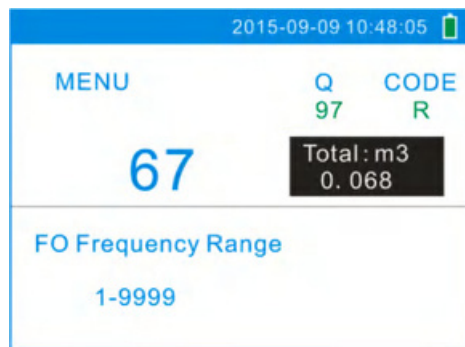 2015-09-09 10:48:05
MENU Q CODE
97 R
67
Total:m3
0.068
FO Frequency Range
1-9999